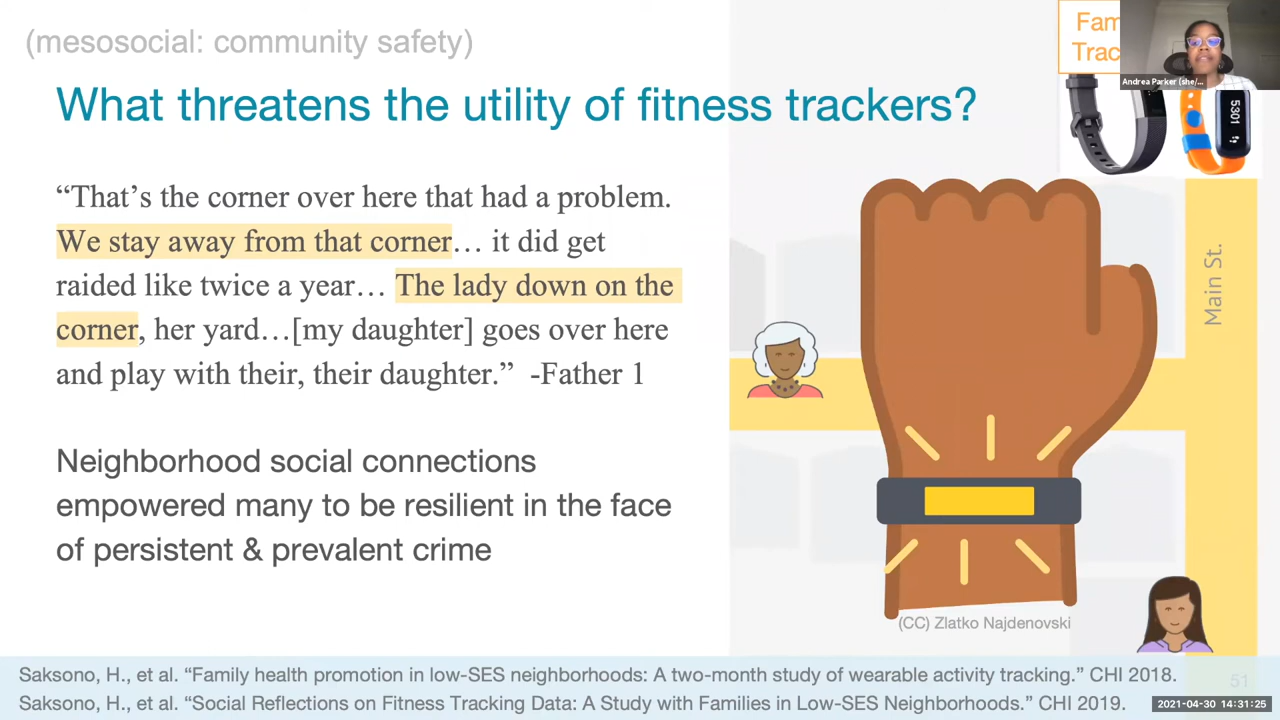 (mesosocial: community safety)
Fam
Trac
Andrea Parker (she/...
What threatens the utility of fitness trackers?
5301
“That’s the corner over here that had a problem.
We stay away from that corner… it did get
raided like twice a year… The lady down on the
corner, her yard…[my daughter] goes over here
and play with their, their daughter.” -Father 1
Main St.
Neighborhood social connections
empowered many to be resilient in the face
of persistent & prevalent crime
(CC) Zlatko Najdenovski
Saksono, H., et al. “Family health promotion in low-SES neighborhoods: A two-month study of wearable activity tracking.” CHI 2018.
51
Saksono, H., et al. “Social Reflections on Fitness Tracking Data: A Study with Families in Low-SES Neighborhoods.” CHI 2019.
2021-04-30 14:31:25